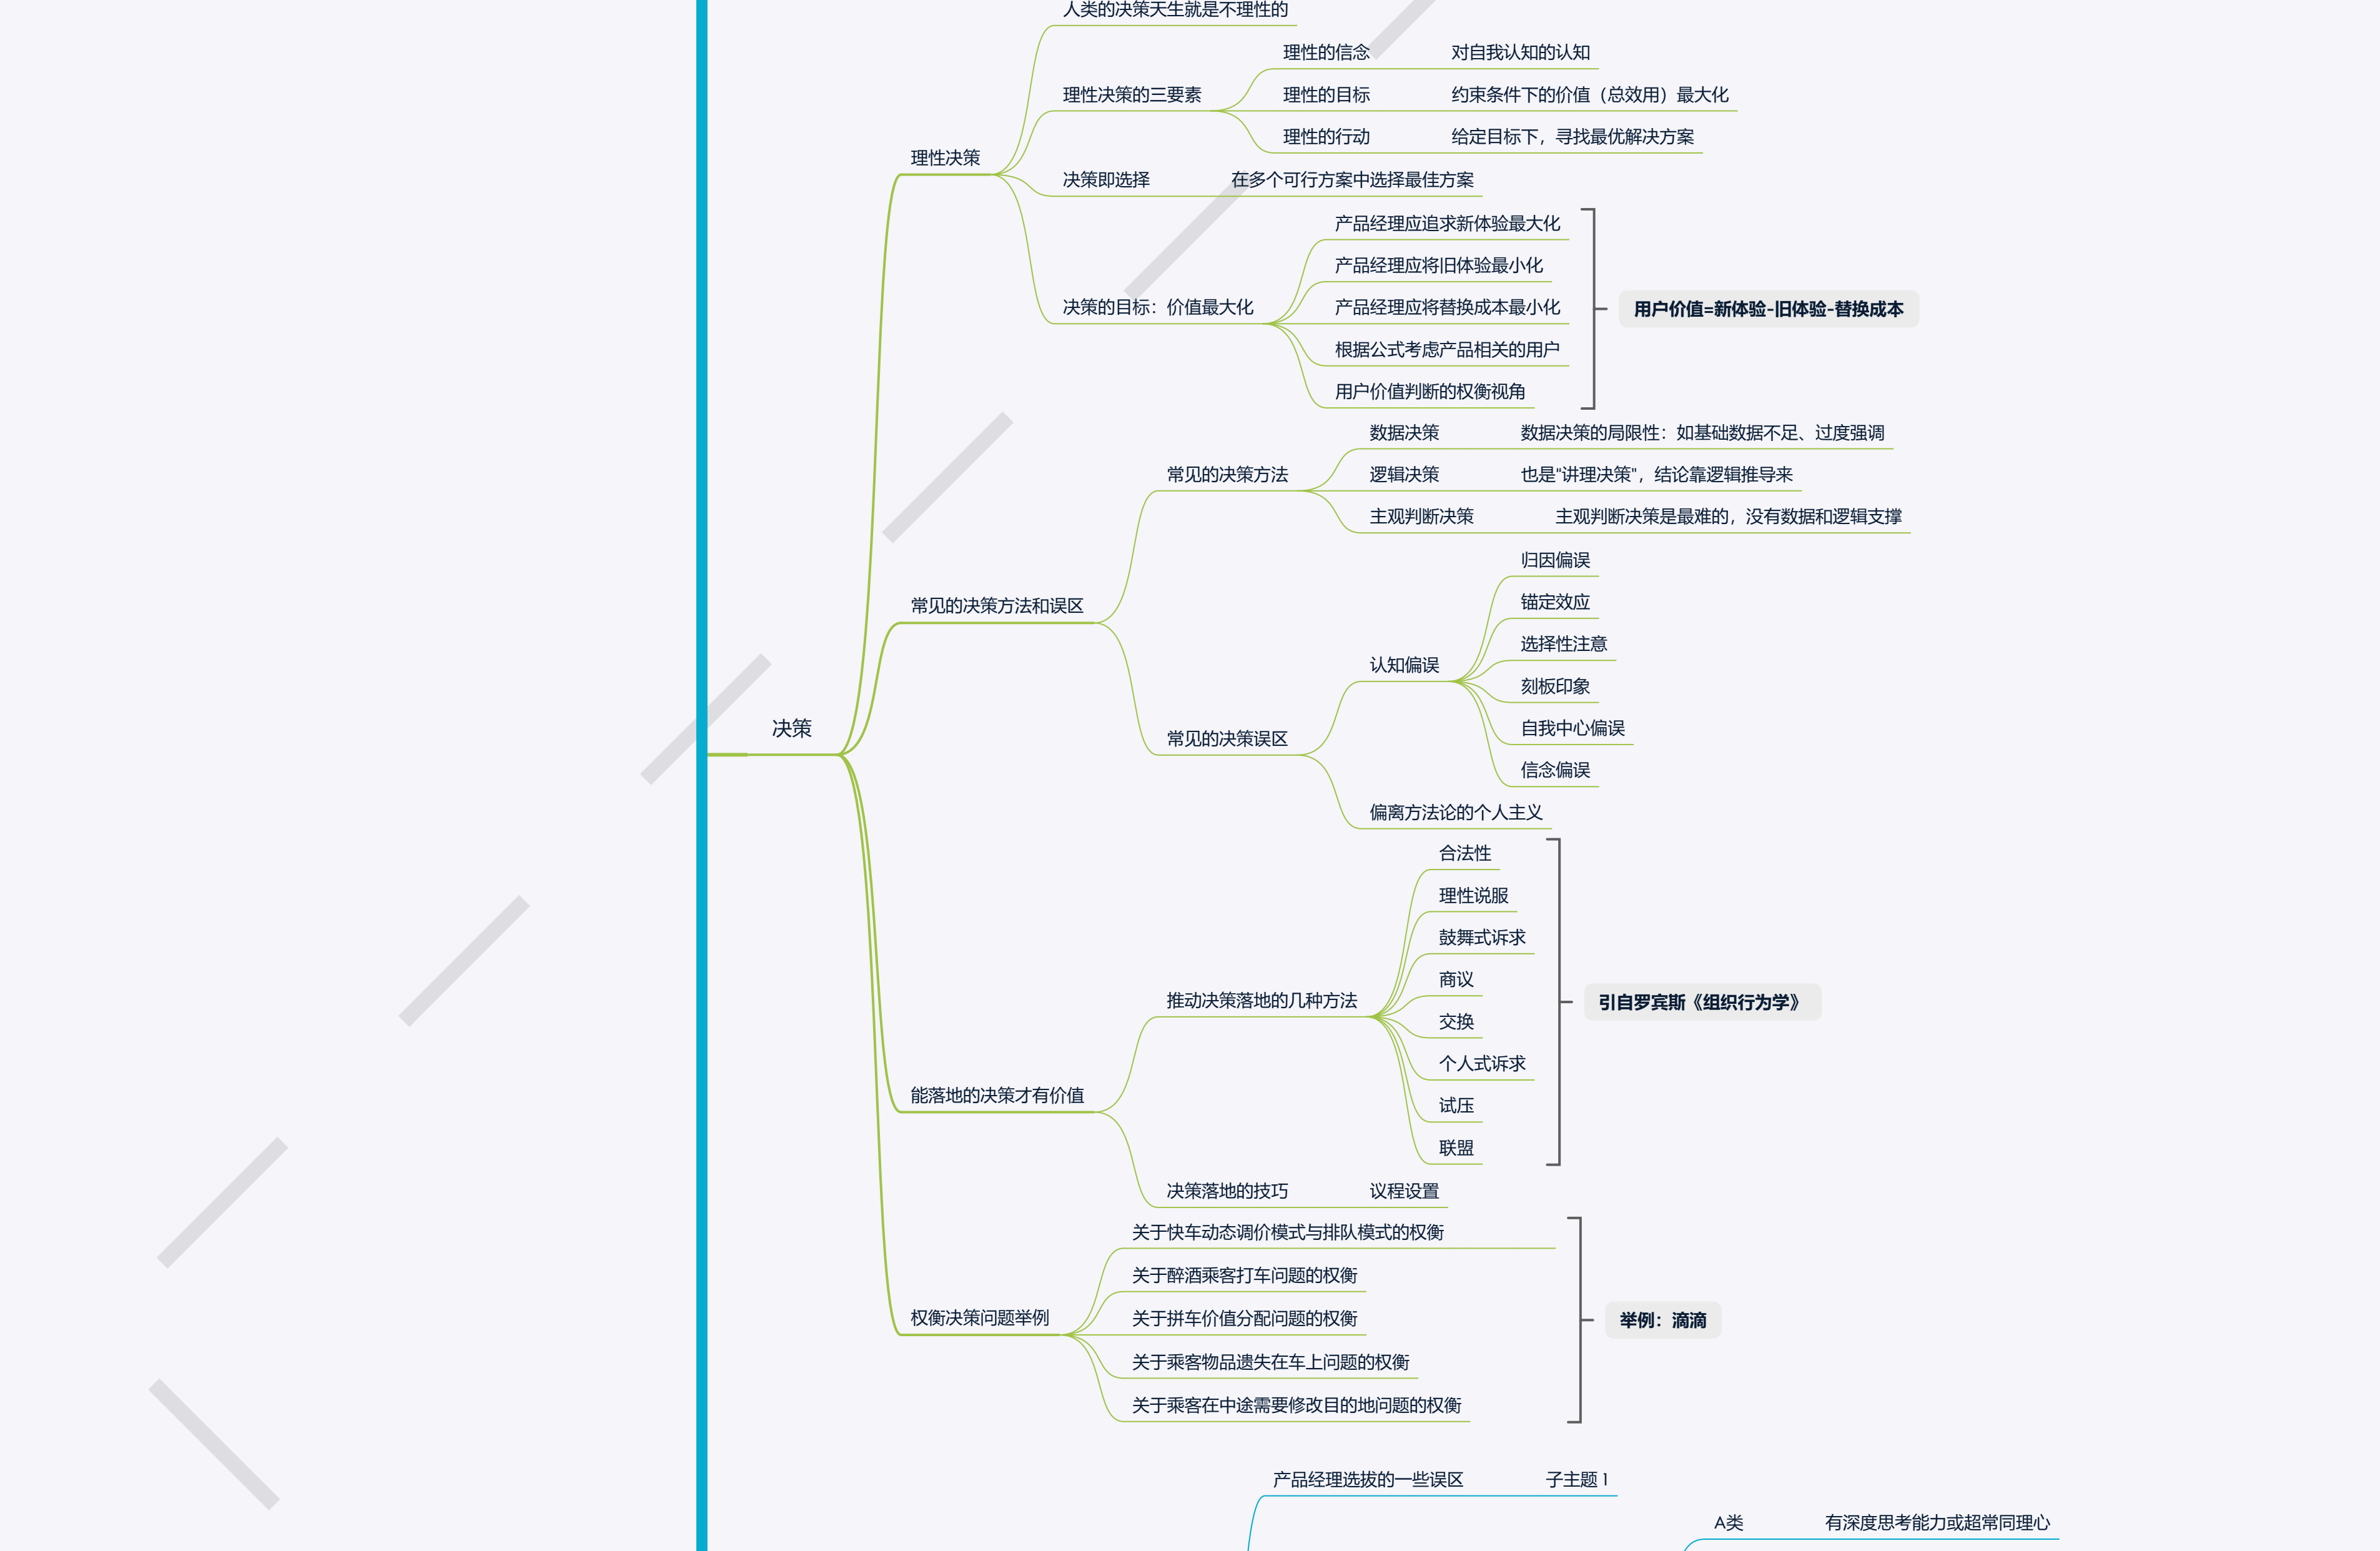 人类的决策天生就是不理性的
理性的信念 对自我认知的认知
理性决策的三要素 理性的目标 约束条件下的价值（总效用）最大化
理性的行动 给定目标下，寻找最优解决方案
理性决策
决策即选择 在多个可行方案中选择最佳方案
产品经理应追求新体验最大化
产品经理应将旧体验最小化
决策的目标：价值最大化 产品经理应将替换成本最小化 用户价值=新体验-旧体验-替换成本
根据公式考虑产品相关的用户
用户价值判断的权衡视角
数据决策 数据决策的局限性：如基础数据不足、过度强调
常见的决策方法 逻辑决策 也是"讲理决策"，结论靠逻辑推导来
主观判断决策 主观判断决策是最难的，没有数据和逻辑支撑
归因偏误
常见的决策方法和误区 锚定效应
选择性注意
认知偏误
刻板印象
决策 常见的决策误区 自我中心偏误
信念偏误
偏离方法论的个人主义
合法性
理性说服
鼓舞式诉求
商议
推动决策落地的几种方法 引自罗宾斯《组织行为学》
交换
个人式诉求
能落地的决策才有价值 试压
联盟
决策落地的技巧 议程设置
关于快车动态调价模式与排队模式的权衡
关于醉酒乘客打车问题的权衡
权衡决策问题举例 关于拼车价值分配问题的权衡 举例：滴滴
关于乘客物品遗失在车上问题的权衡
关于乘客在中途需要修改目的地问题的权衡
产品经理选拔的一些误区 子主题 1
A类 有深度思考能力或超常同理心